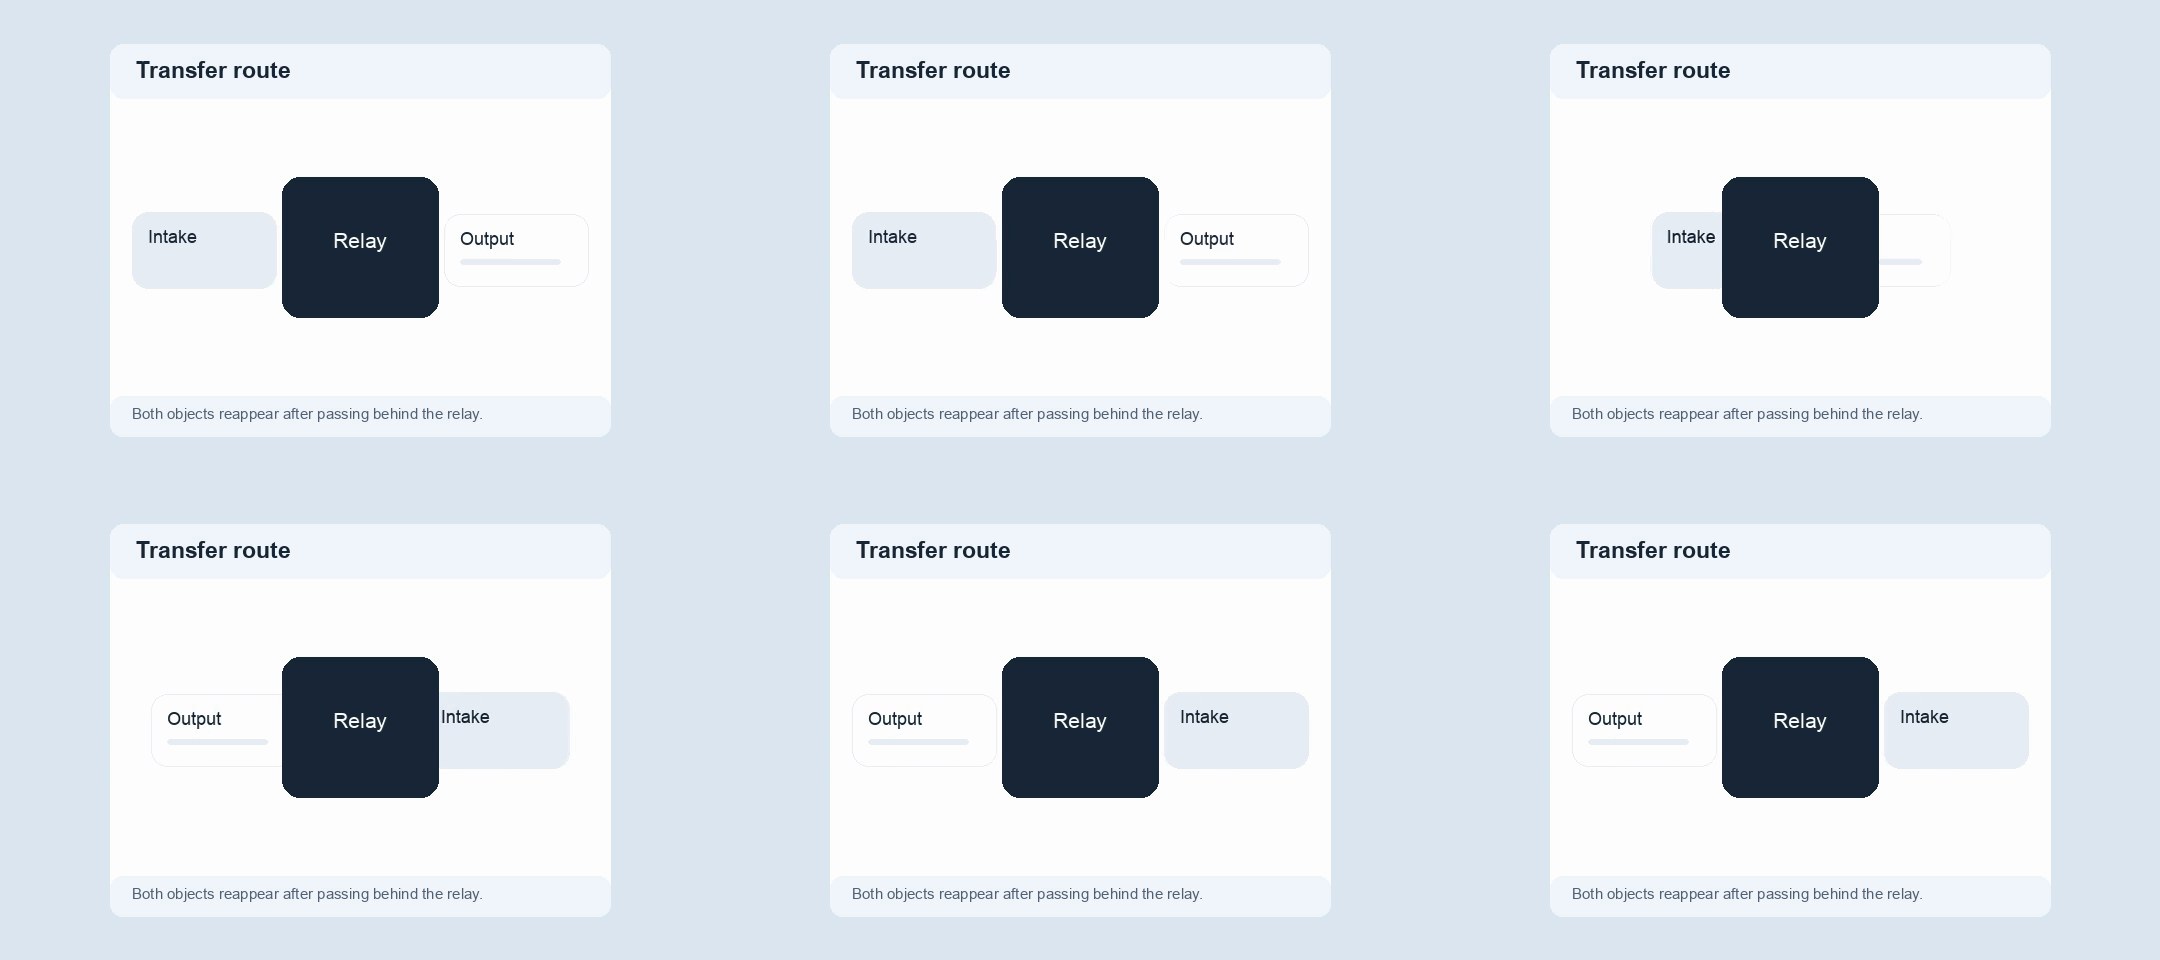 Transfer route
Intake
Relay
Output
Both objects reappear after passing behind the relay.
Transfer route
Intake
Relay
Output
Both objects reappear after passing behind the relay.
Transfer route
Intake
Relay
Both objects reappear after passing behind the relay.
Transfer route
Output
Relay
Intake
Both objects reappear after passing behind the relay.
Transfer route
Output
Relay
Intake
Both objects reappear after passing behind the relay.
Transfer route
Output
Relay
Intake
Both objects reappear after passing behind the relay.